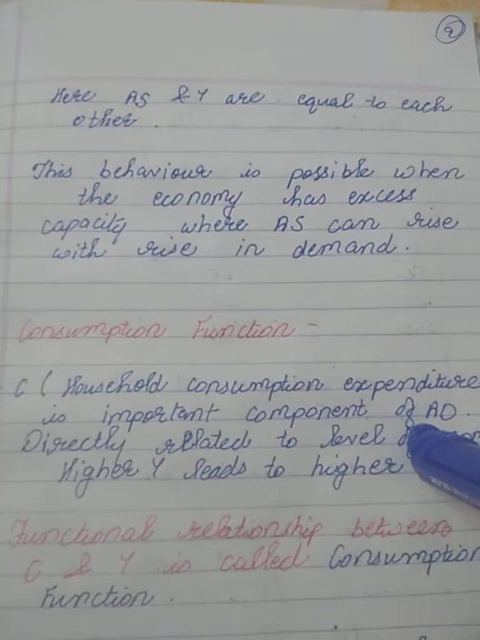 2
Here AS & Y are equal to each
other.
This behaviour is possible when
the economy has excess
capacity where AS can rise
with rise in demand.
Consumption Function -
C ( Household consumption expenditure
is important component of AD.
Directly related to level
Higher Y leads to higher
Functional relationship between
C & Y is called Consumption
Function.